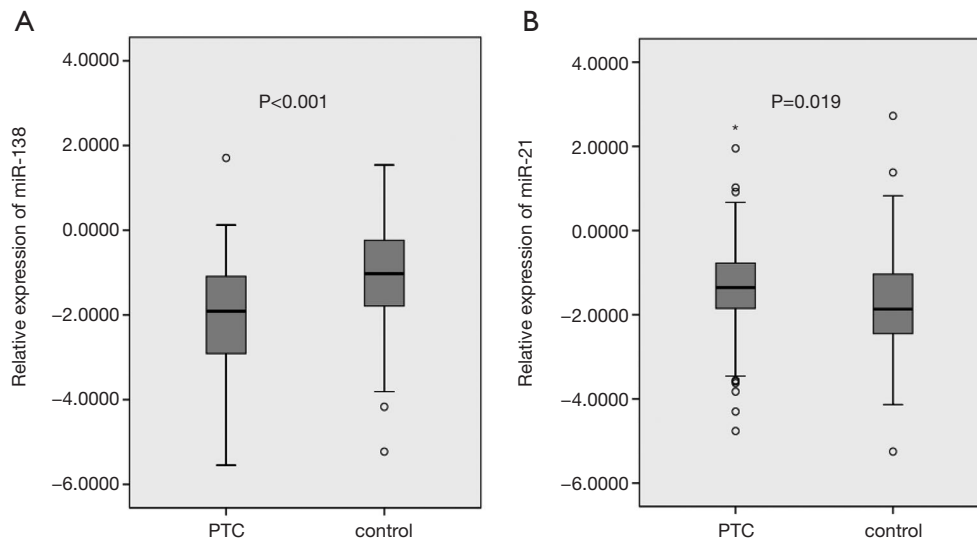 A
Relative expression of miR-138
4.0000
2.0000
0.0000
−2.0000
−4.0000
−6.0000
P<0.001
PTC
control
B
Relative expression of miR-21
4.0000
2.0000
0.0000
−2.0000
−4.0000
−6.0000
P=0.019
*
PTC
control